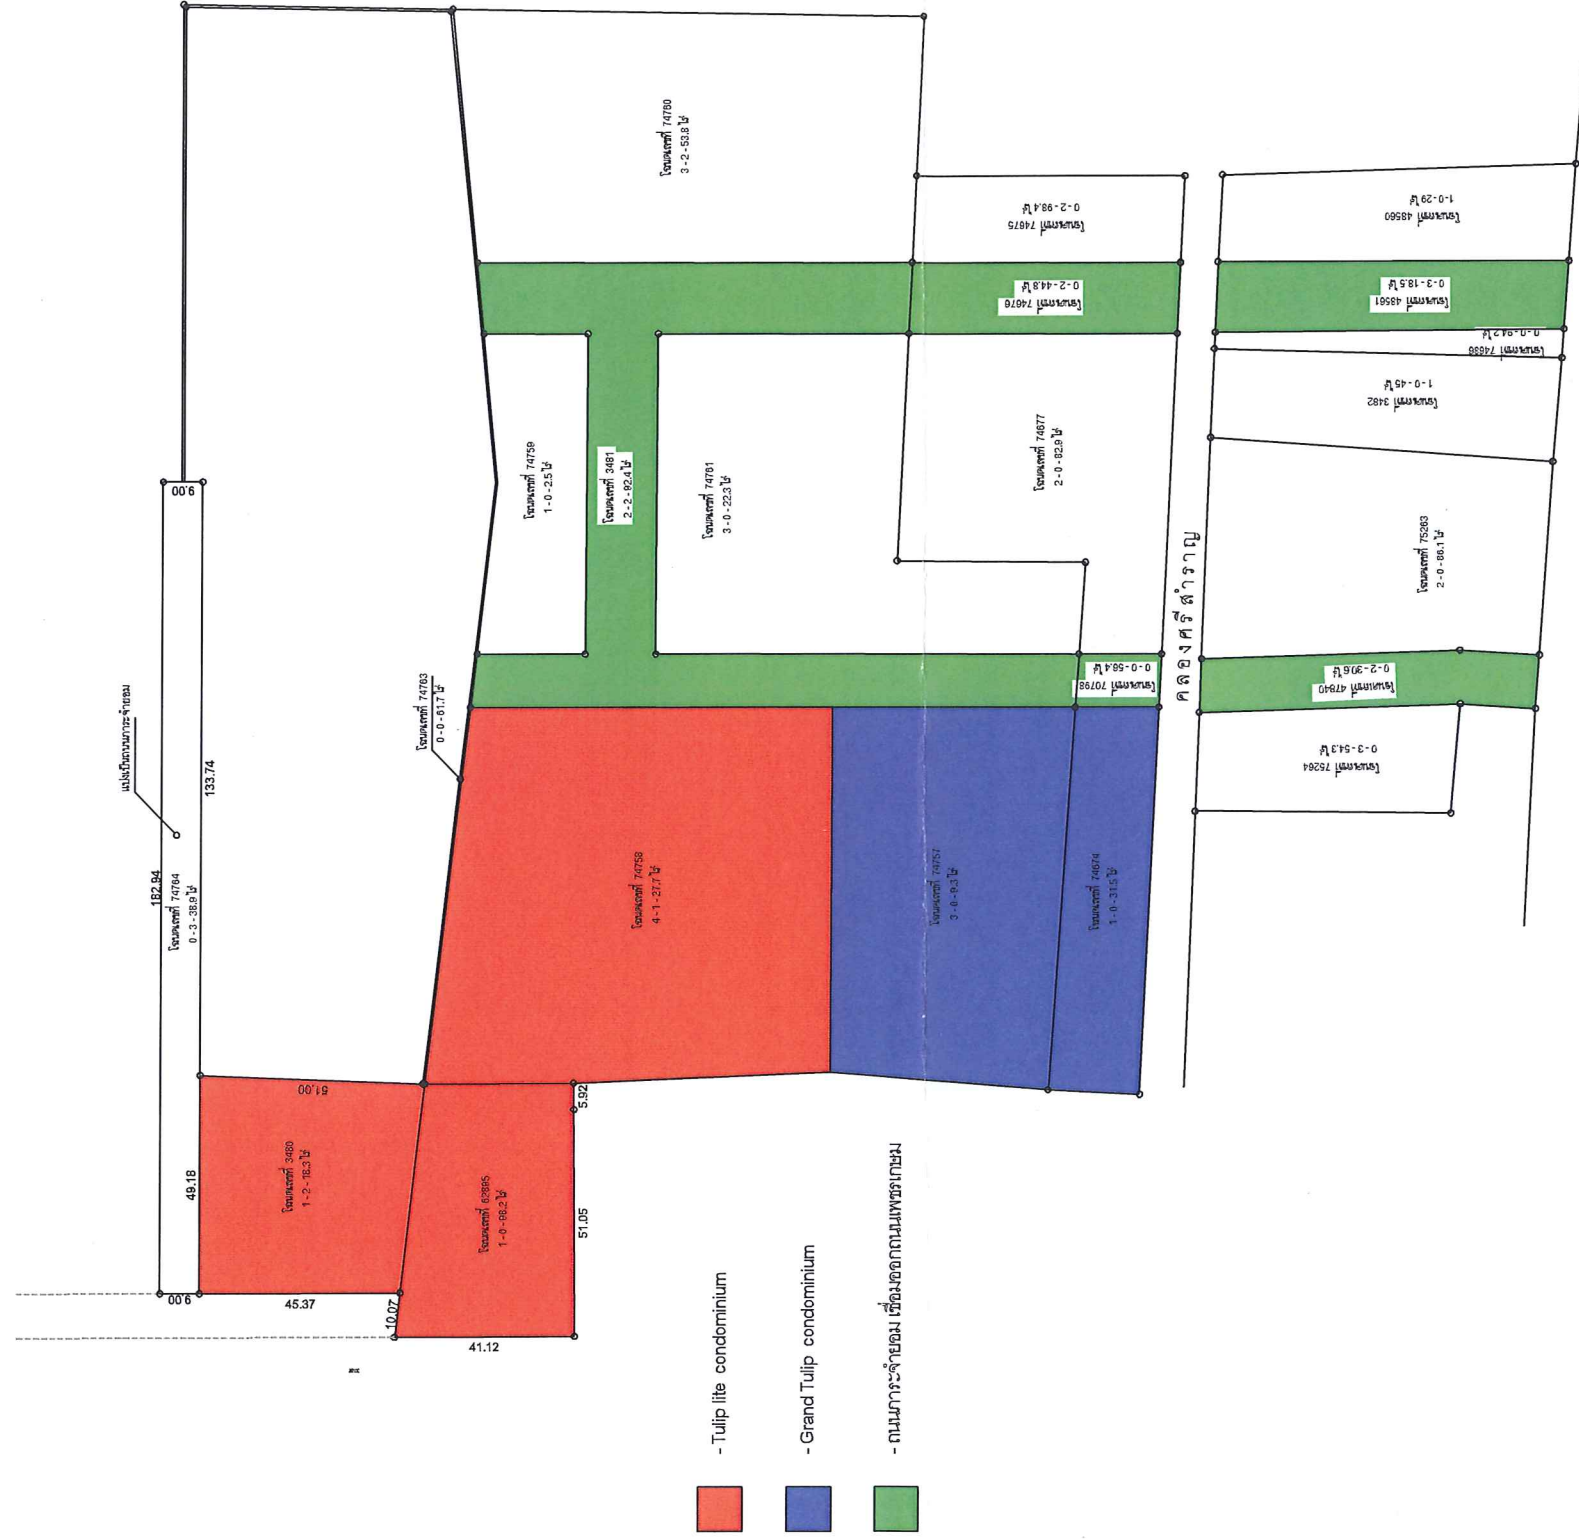 แบ่งเป็นถนนภาระจำยอม
182.94
โฉนดเลขที่ 74764
0-3-38.9 ไร่
133.74
9.00
9.00
49.18
51.00
45.37
โฉนดเลขที่ 3480
1-2-18.3 ไร่
10.07
41.12
โฉนดเลขที่ 62695
1-0-98.2 ไร่
51.05
5.92
โฉนดเลขที่ 74763
0-0-61.7 ไร่
โฉนดเลขที่ 74758
4-1-27.7 ไร่
โฉนดเลขที่ 74757
3-0-9.3 ไร่
โฉนดเลขที่ 74674
1-0-31.5 ไร่
โฉนดเลขที่ 74759
1-0-2.5 ไร่
โฉนดเลขที่ 3481
2-2-92.4 ไร่
โฉนดเลขที่ 74761
3-0-22.3 ไร่
โฉนดเลขที่ 74760
3-2-53.8 ไร่
โฉนดเลขที่ 74675
0-2-98.4 ไร่
โฉนดเลขที่ 74676
0-2-44.8 ไร่
โฉนดเลขที่ 74677
2-0-82.9 ไร่
โฉนดเลขที่ 70798
0-0-56.4 ไร่
คลองศรีสำราญ
โฉนดเลขที่ 48560
1-0-29 ไร่
โฉนดเลขที่ 48561
0-3-18.5 ไร่
โฉนดเลขที่ 74686
0-0-94.2 ไร่
โฉนดเลขที่ 3482
1-0-45 ไร่
โฉนดเลขที่ 75263
2-0-86.1 ไร่
โฉนดเลขที่ 47840
0-2-30.6 ไร่
โฉนดเลขที่ 75264
0-3-54.3 ไร่
- Tulip lite condominium
- Grand Tulip condominium
- ถนนภาระจำยอม เชื่อมออกถนนเพชรเกษม